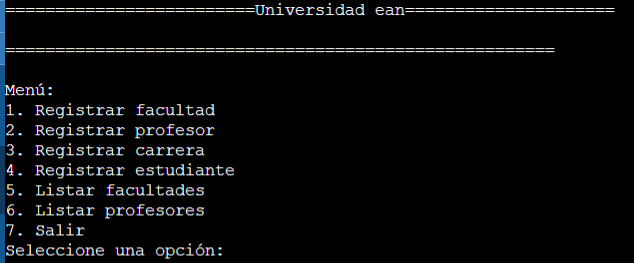 =========================Universidad ean=====================
=======================================================
Menú:
1. Registrar facultad
2. Registrar profesor
3. Registrar carrera
4. Registrar estudiante
5. Listar facultades
6. Listar profesores
7. Salir
Seleccione una opción: